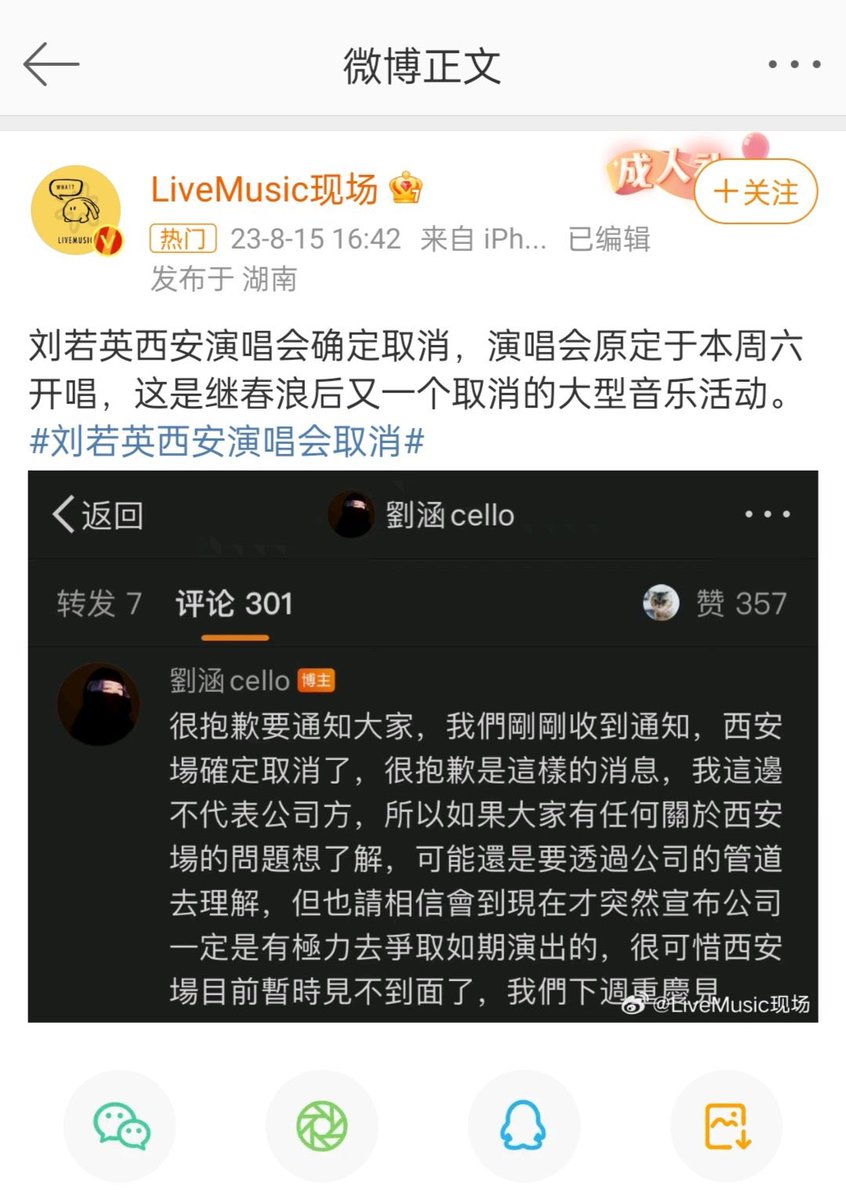 微博正文
成人
LiveMusic现场
+关注
热门 23-8-15 16:42 来自 iPh... 已编辑
发布于 湖南
刘若英西安演唱会确定取消，演唱会原定于本周六
开唱，这是继春浪后又一个取消的大型音乐活动。
#刘若英西安演唱会取消#
返回 劉涵cello
转发 7 评论 301 赞 357
劉涵cello 博主
很抱歉要通知大家，我們剛剛收到通知，西安
場確定取消了，很抱歉是這樣的消息，我這邊
不代表公司方，所以如果大家有任何關於西安
場的問題想了解，可能還是要透過公司的管道
去理解，但也請相信會到現在才突然宣布公司
一定是有極力去爭取如期演出的，很可惜西安
場目前暫時見不到面了，我們下週重慶見
@LiveMusic现场